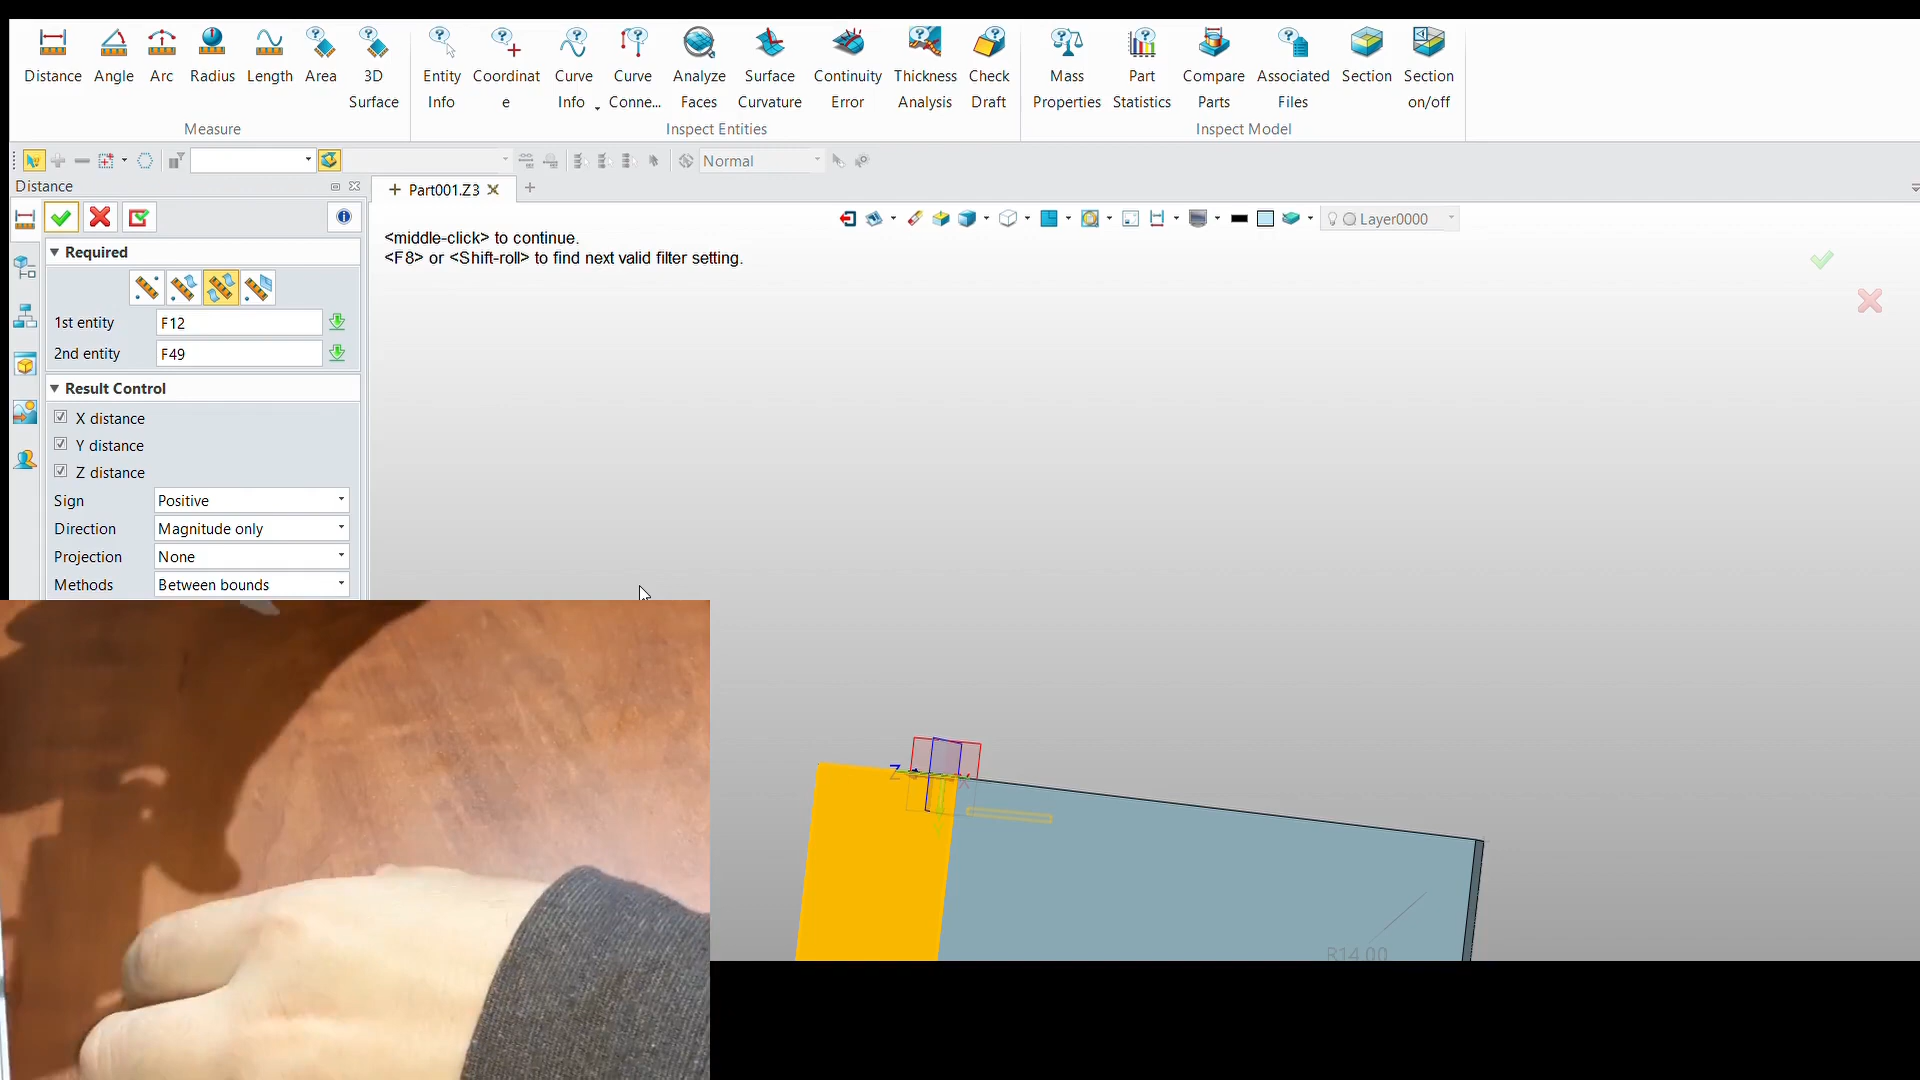 Distance Angle Arc Radius Length Area 3D Surface Entity Info Coordinat e Curve Info Curve Conne... Analyze Faces Surface Curvature Continuity Error Thickness Analysis Check Draft Mass Properties Part Statistics Compare Parts Associated Files Section Section on/off
Measure Inspect Entities Inspect Model
Normal
Distance
Part001.Z3
Layer0000
<middle-click> to continue.
<F8> or <Shift-roll> to find next valid filter setting.
Required
1st entity F12
2nd entity F49
Result Control
X distance
Y distance
Z distance
Sign Positive
Direction Magnitude only
Projection None
Methods Between bounds
Z X
R14.00